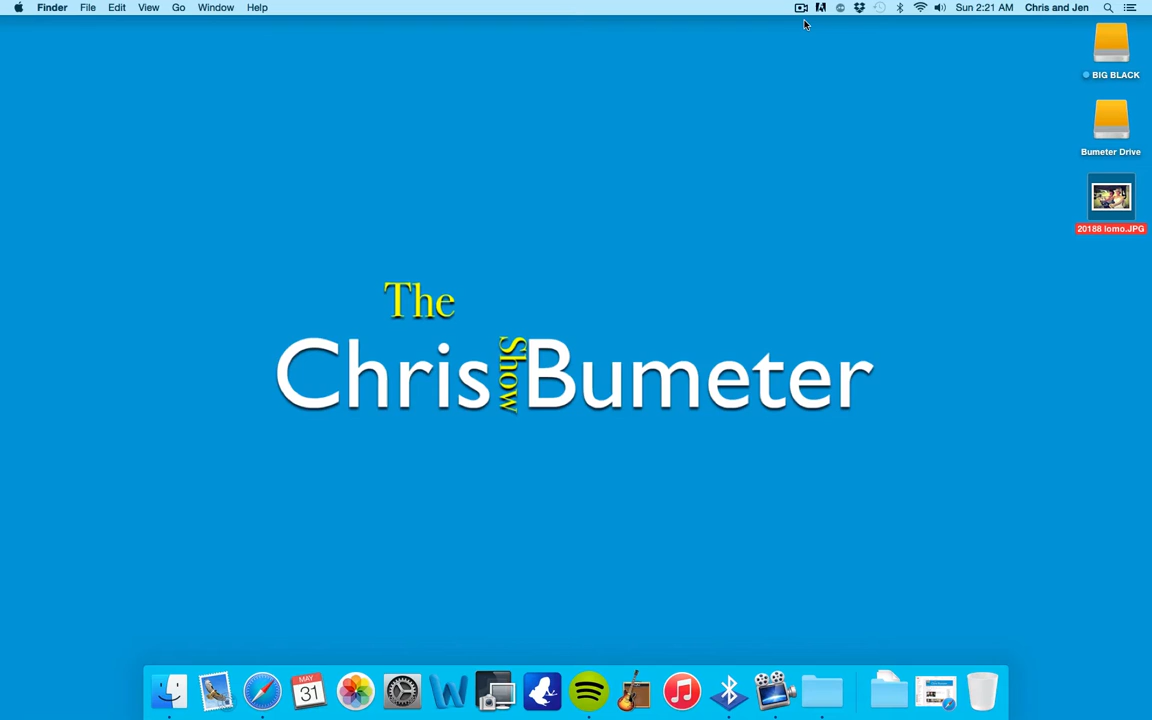 Finder File Edit View Go Window Help Sun 2:21 AM Chris and Jen
BIG BLACK
Bumeter Drive
20188 lomo.JPG
The
Chris Show Bumeter
MAY
31